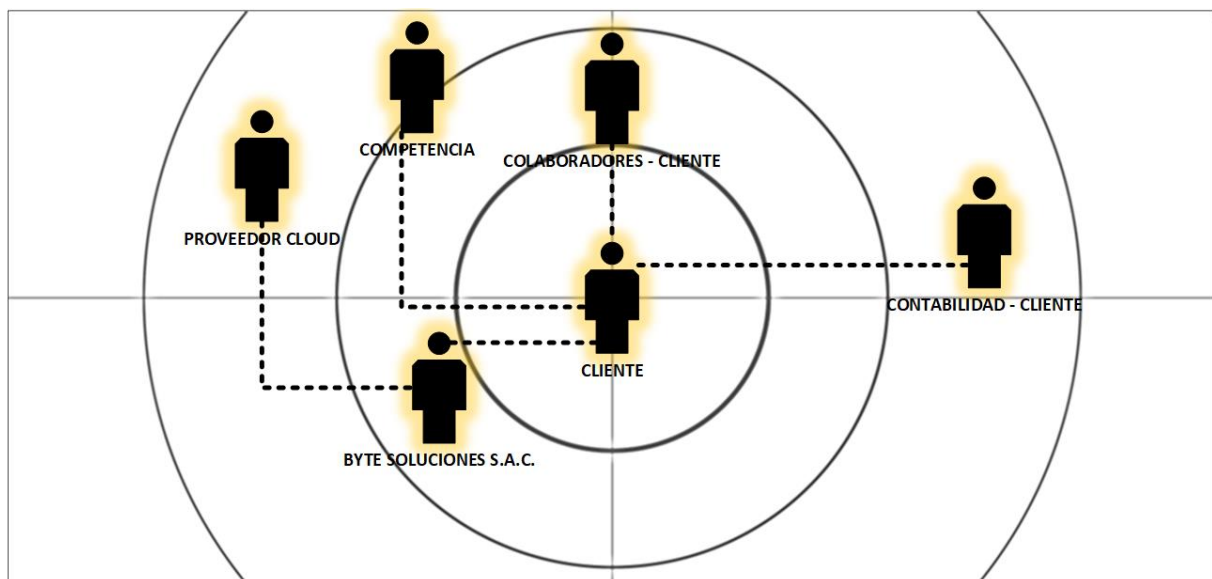 COMPETENCIA
COLABORADORES - CLIENTE
PROVEEDOR CLOUD
CONTABILIDAD - CLIENTE
CLIENTE
BYTE SOLUCIONES S.A.C.